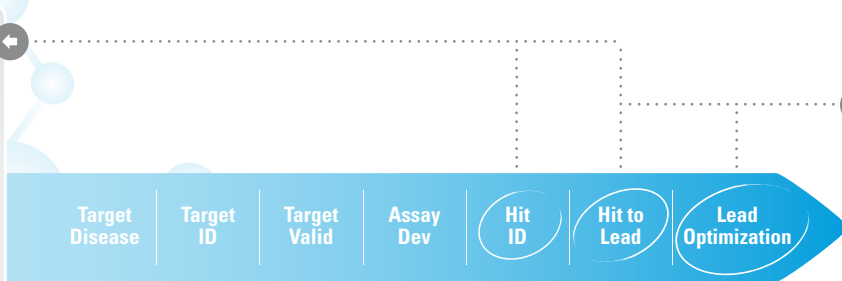 Target
Disease
Target
ID
Target
Valid
Assay
Dev
Hit
ID
Hit to
Lead
Lead
Optimization